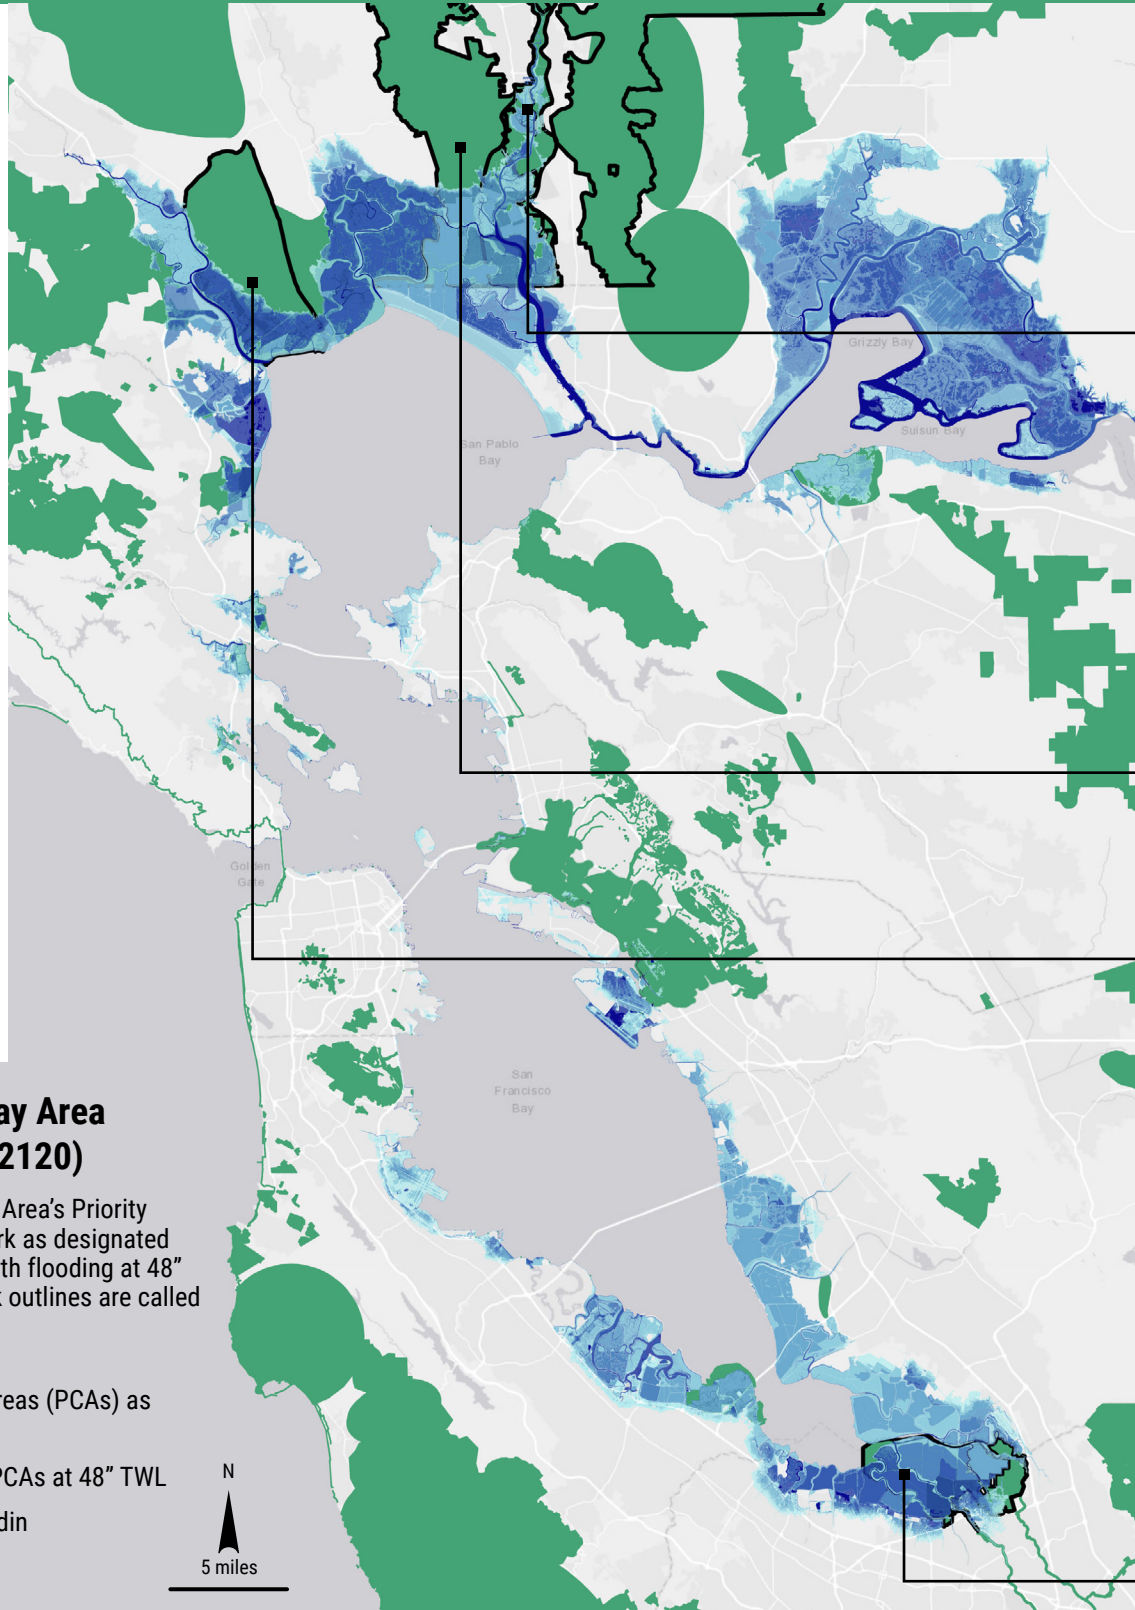 Grizzly Bay
Suisun Bay
San Pablo
Bay
Golden
Gate
San
Francisco
Bay
ay Area
2120)
Area’s Priority
rk as designated
th flooding at 48”
k outlines are called
reas (PCAs) as
PCAs at 48” TWL
din
N
5 miles